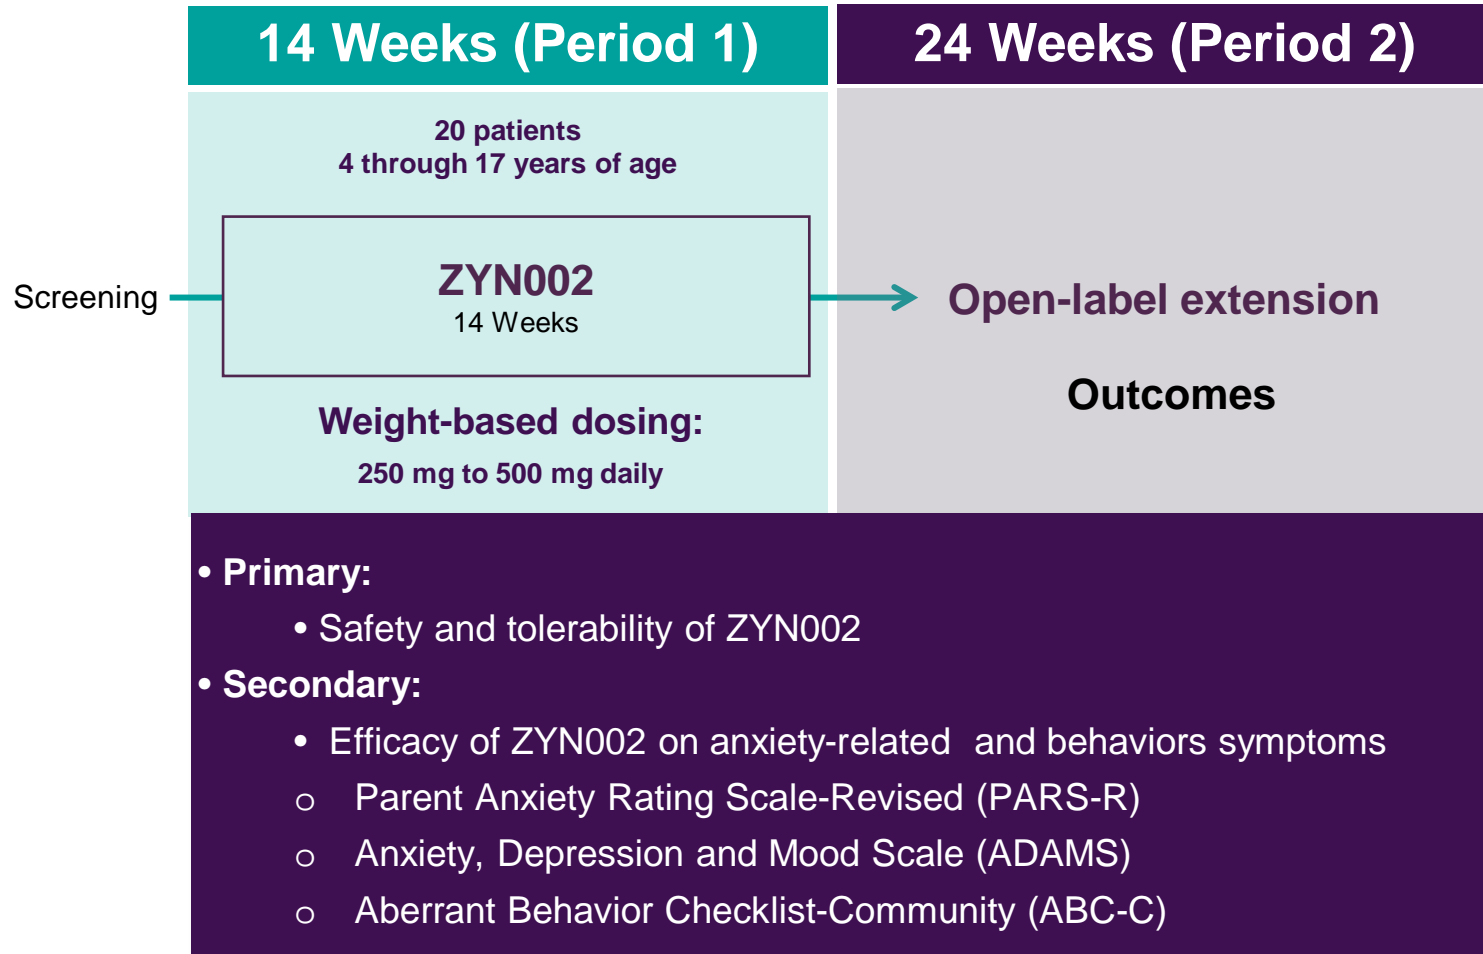 14 Weeks (Period 1)
24 Weeks (Period 2)
20 patients
4 through 17 years of age
Screening
ZYN002
14 Weeks
Open-label extension
Weight-based dosing:
250 mg to 500 mg daily
Outcomes
• Primary:
• Safety and tolerability of ZYN002
• Secondary:
• Efficacy of ZYN002 on anxiety-related and behaviors symptoms
o Parent Anxiety Rating Scale-Revised (PARS-R)
o Anxiety, Depression and Mood Scale (ADAMS)
o Aberrant Behavior Checklist-Community (ABC-C)